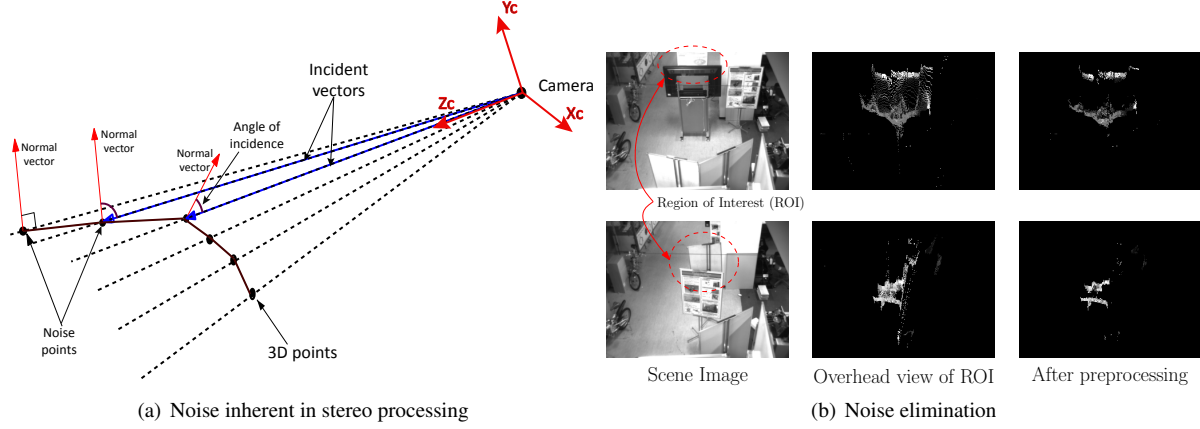 Yc
Camera
Xc
Zc
Incident
vectors
Angle of
incidence
Normal
vector
Normal
vector
Normal
vector
Noise
points
3D points
(a) Noise inherent in stereo processing
Region of Interest (ROI)
Scene Image
Overhead view of ROI
After preprocessing
(b) Noise elimination